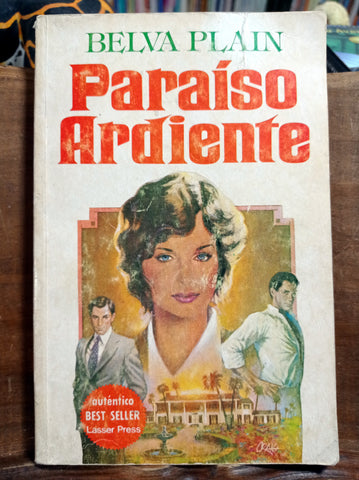 BELVA PLAIN
Paraíso
Ardiente
auténtico
BEST SELLER
Lasser Press